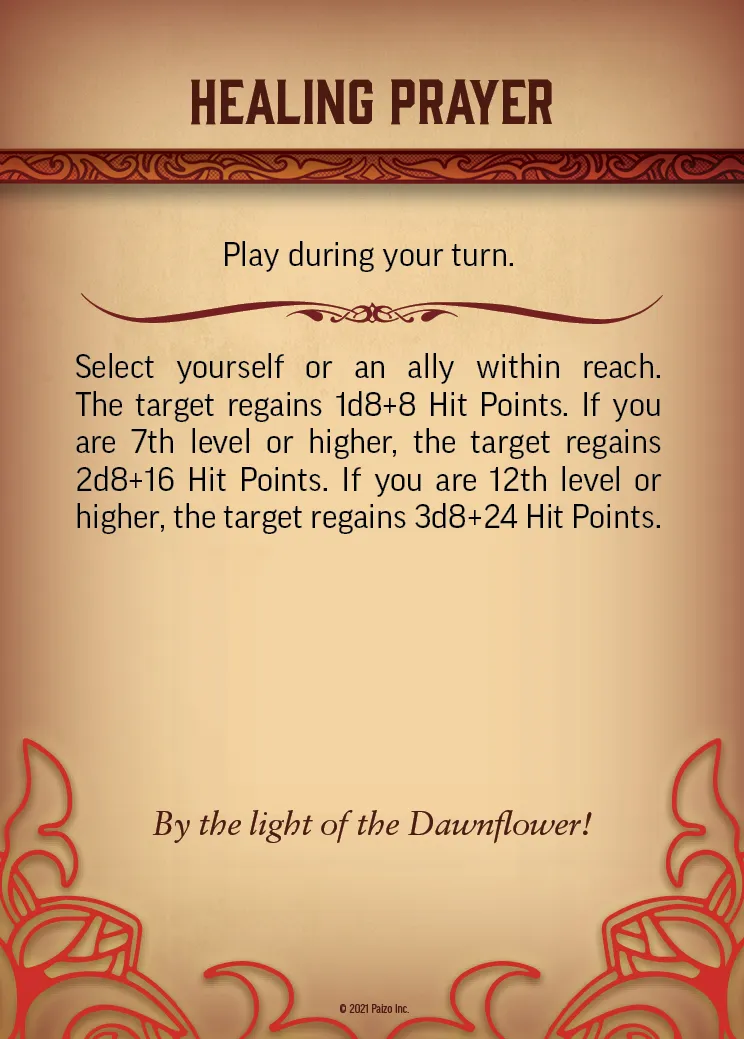 HEALING PRAYER
Play during your turn.
Select yourself or an ally within reach.
The target regains 1d8+8 Hit Points. If you
are 7th level or higher, the target regains
2d8+16 Hit Points. If you are 12th level or
higher, the target regains 3d8+24 Hit Points.
By the light of the Dawnflower!
© 2021 Paizo Inc.